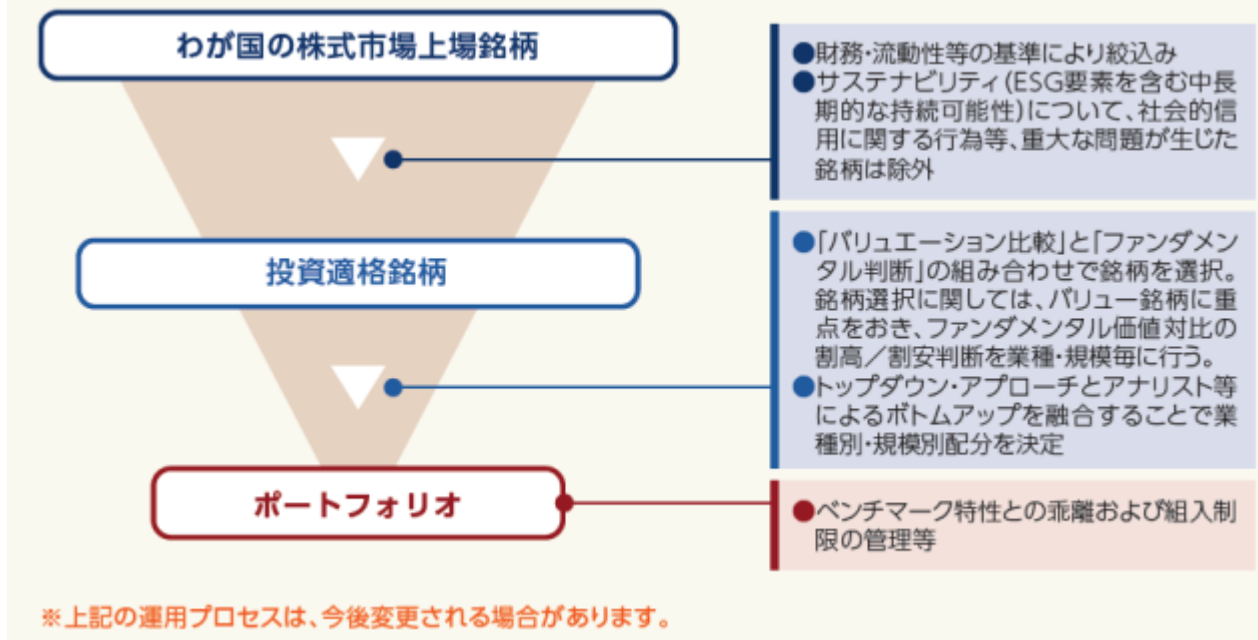 わが国の株式市場上場銘柄
●財務・流動性等の基準により絞込み
●サステナビリティ(ESG要素を含む中長
期的な持続可能性)について、社会的信
用に関する行為等、重大な問題が生じた
銘柄は除外
投資適格銘柄
●「バリュエーション比較」と「ファンダメン
タル判断」の組み合わせで銘柄を選択。
銘柄選択に関しては、バリュー銘柄に重
点をおき、ファンダメンタル価値対比の
割高／割安判断を業種・規模毎に行う。
●トップダウン・アプローチとアナリスト等
によるボトムアップを融合することで業
種別・規模別配分を決定
ポートフォリオ
●ベンチマーク特性との乖離および組入制
限の管理等
※上記の運用プロセスは、今後変更される場合があります。